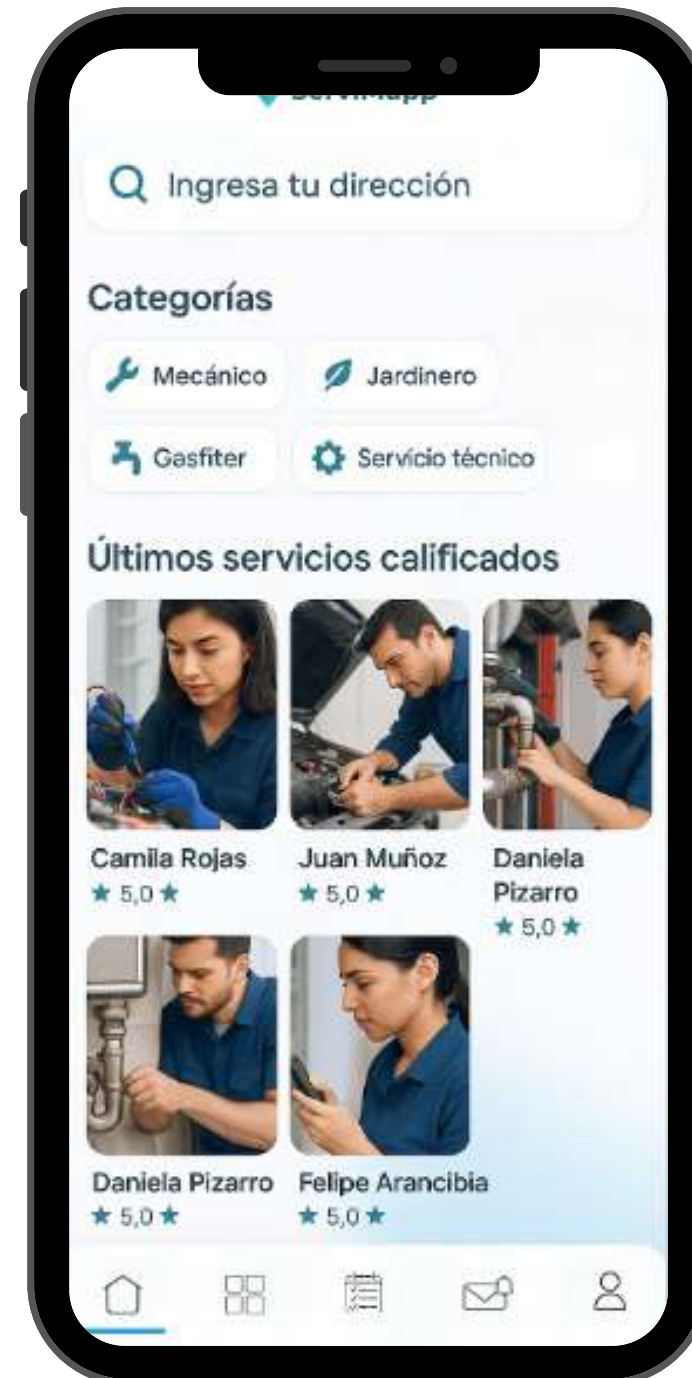 Ingresa tu dirección
Categorías
Mecánico
Jardinero
Gasfiter
Servicio técnico
Últimos servicios calificados
Camila Rojas
★ 5,0 ★
Juan Muñoz
★ 5,0 ★
Daniela
Pizarro
★ 5,0 ★
Daniela Pizarro
★ 5,0 ★
Felipe Arancibia
★ 5,0 ★